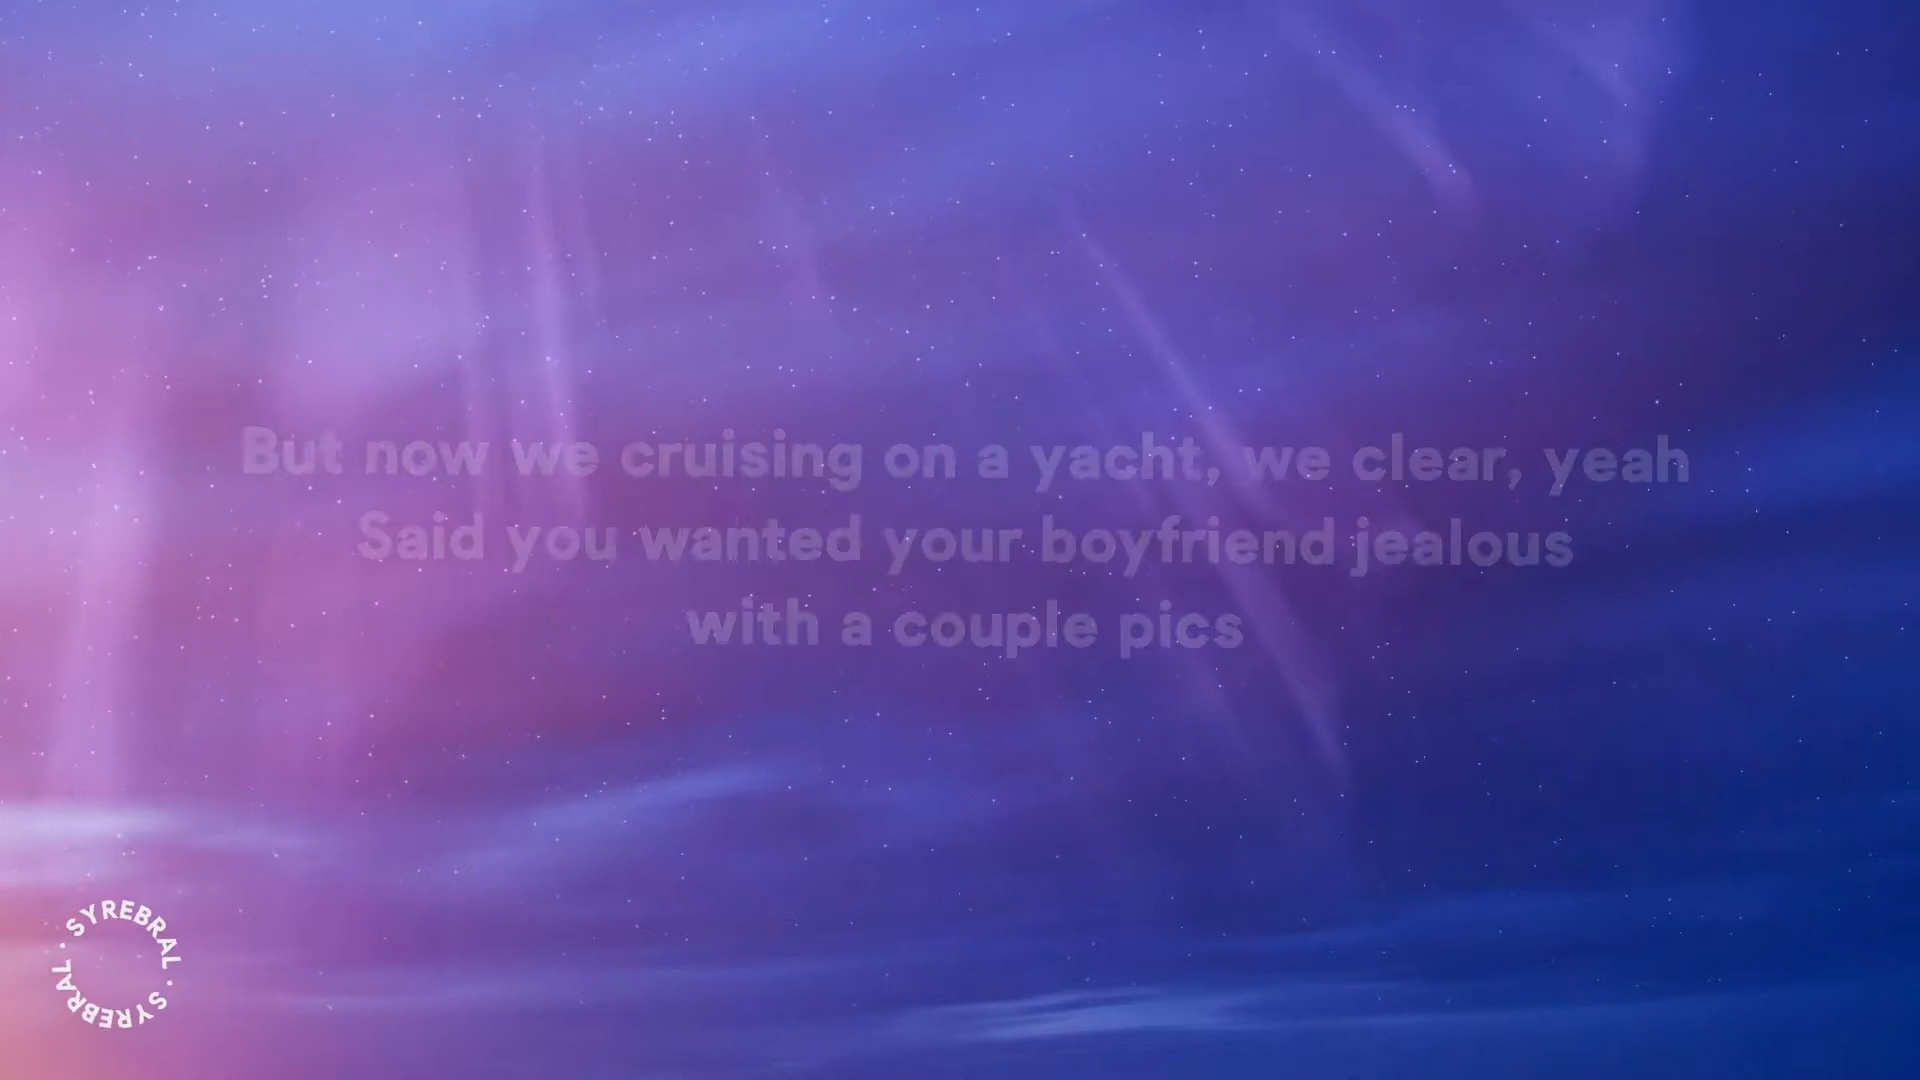 But now we cruising on a yacht, we clear, yeah
Said you wanted your boyfriend jealous
with a couple pics
SYREBRAL · SYREBRAL ·